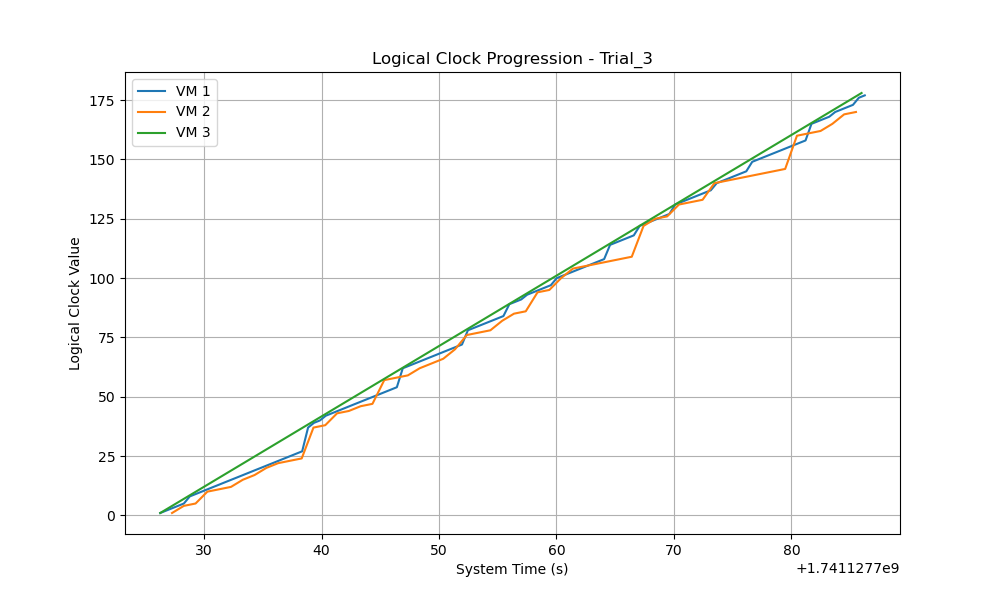 Logical Clock Progression - Trial_3
VM 1
VM 2
VM 3
175
150
125
100
75
50
25
0
Logical Clock Value
30 40 50 60 70 80
System Time (s)
+1.7411277e9